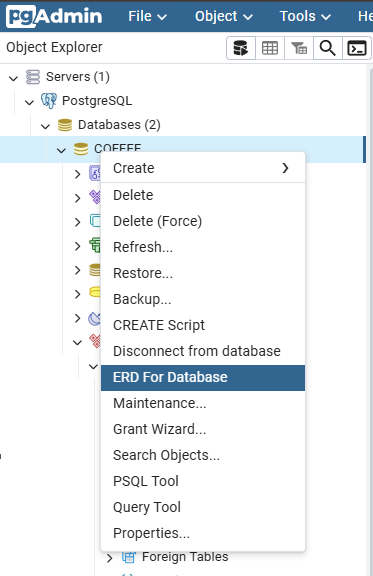 pgAdmin File Object Tools He
Object Explorer
Servers (1)
PostgreSQL
Databases (2)
COFFEE
Create
Delete
Delete (Force)
Refresh...
Restore...
Backup...
CREATE Script
Disconnect from database
ERD For Database
Maintenance...
Grant Wizard...
Search Objects...
PSQL Tool
Query Tool
Properties...
Foreign Tables